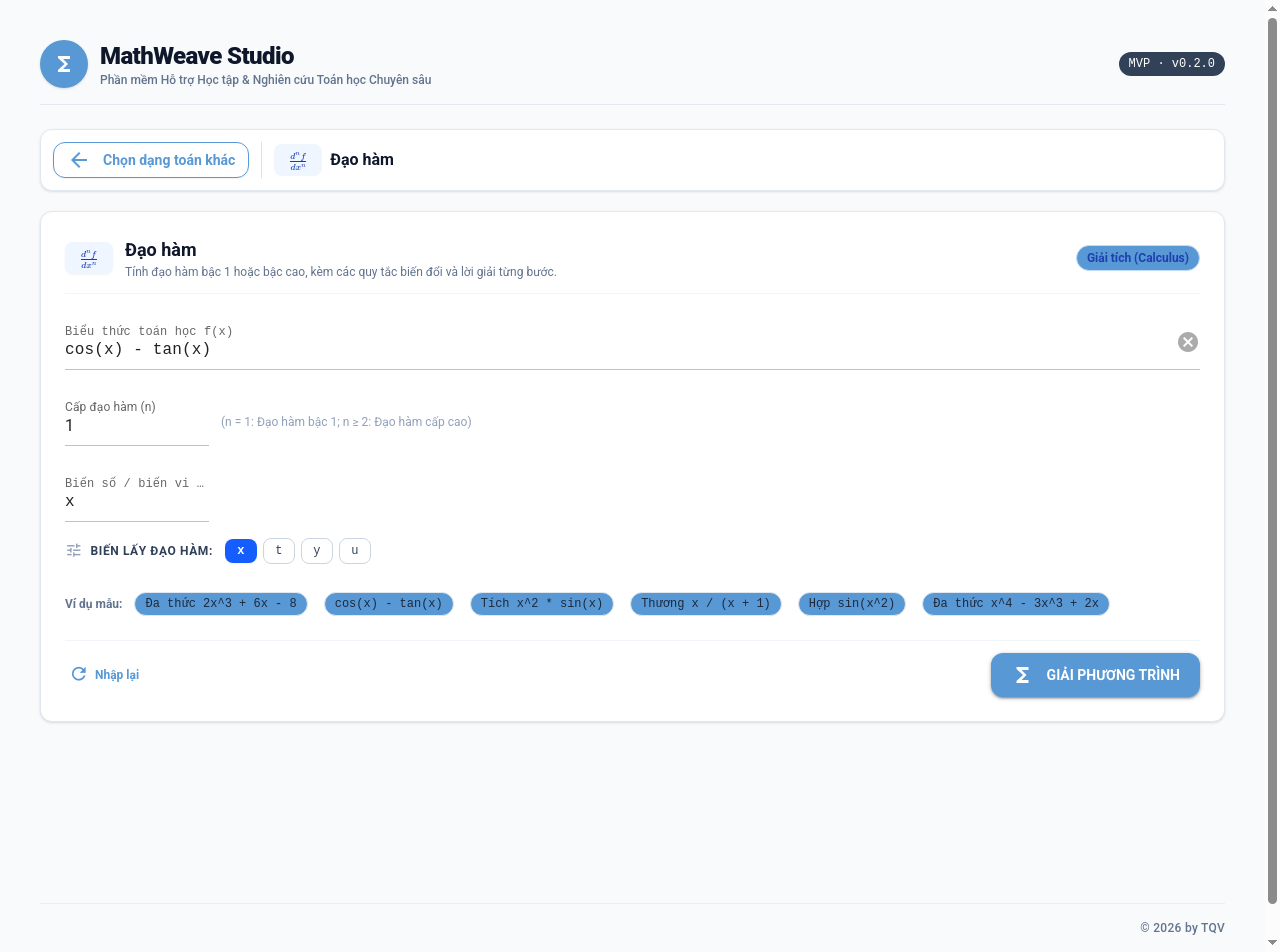 Σ MathWeave Studio
Phần mềm Hỗ trợ Học tập & Nghiên cứu Toán học Chuyên sâu
MVP · v0.2.0
Chọn dạng toán khác
dⁿf/dxⁿ Đạo hàm
dⁿf/dxⁿ Đạo hàm
Tính đạo hàm bậc 1 hoặc bậc cao, kèm các quy tắc biến đổi và lời giải từng bước.
Giải tích (Calculus)
Biểu thức toán học f(x)
cos(x) - tan(x)
Cấp đạo hàm (n)
1
(n = 1: Đạo hàm bậc 1; n ≥ 2: Đạo hàm cấp cao)
Biến số / biến vi …
x
BIẾN LẤY ĐẠO HÀM: x t y u
Ví dụ mẫu: Đa thức 2x^3 + 6x - 8 cos(x) - tan(x) Tích x^2 * sin(x) Thương x / (x + 1) Hợp sin(x^2) Đa thức x^4 - 3x^3 + 2x
Nhập lại
Σ GIẢI PHƯƠNG TRÌNH
© 2026 by TQV